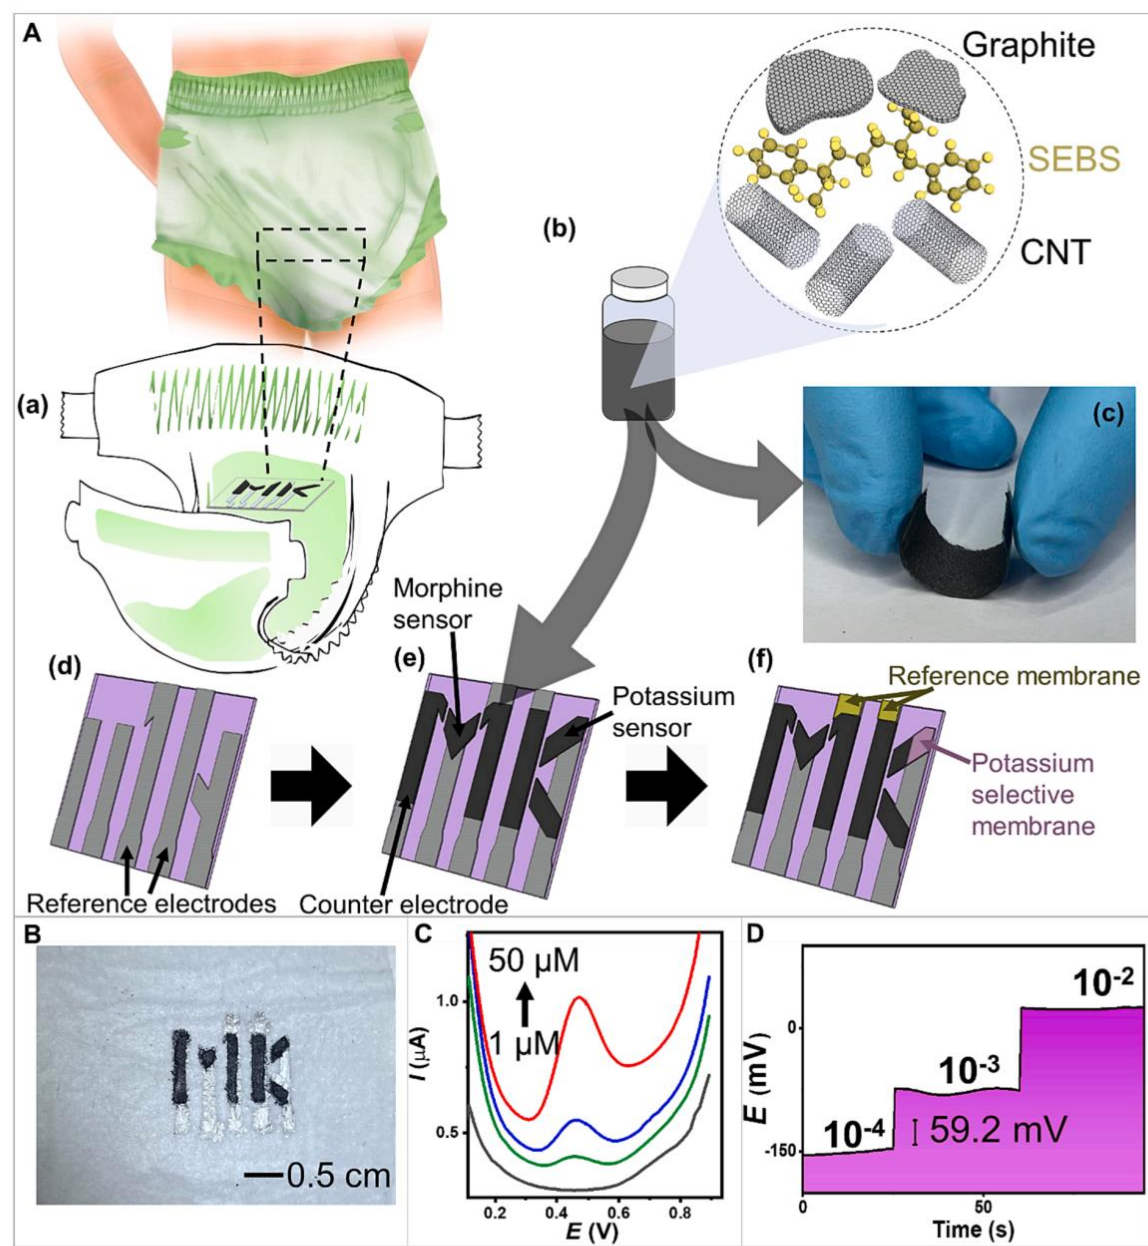 A
Graphite
SEBS
CNT
(b)
(a)
(c)
MK
Morphine
sensor
(d)
(e)
(f)
Potassium
sensor
Reference membrane
Potassium
selective
membrane
Reference electrodes
Counter electrode
B
MK
0.5 cm
C
50 µM
1 µM
1.0
0.5
I (µA)
0.2 0.4 0.6 0.8
E (V)
D
10-2
10-3
10-4
59.2 mV
0
-150
E (mV)
0 50
Time (s)